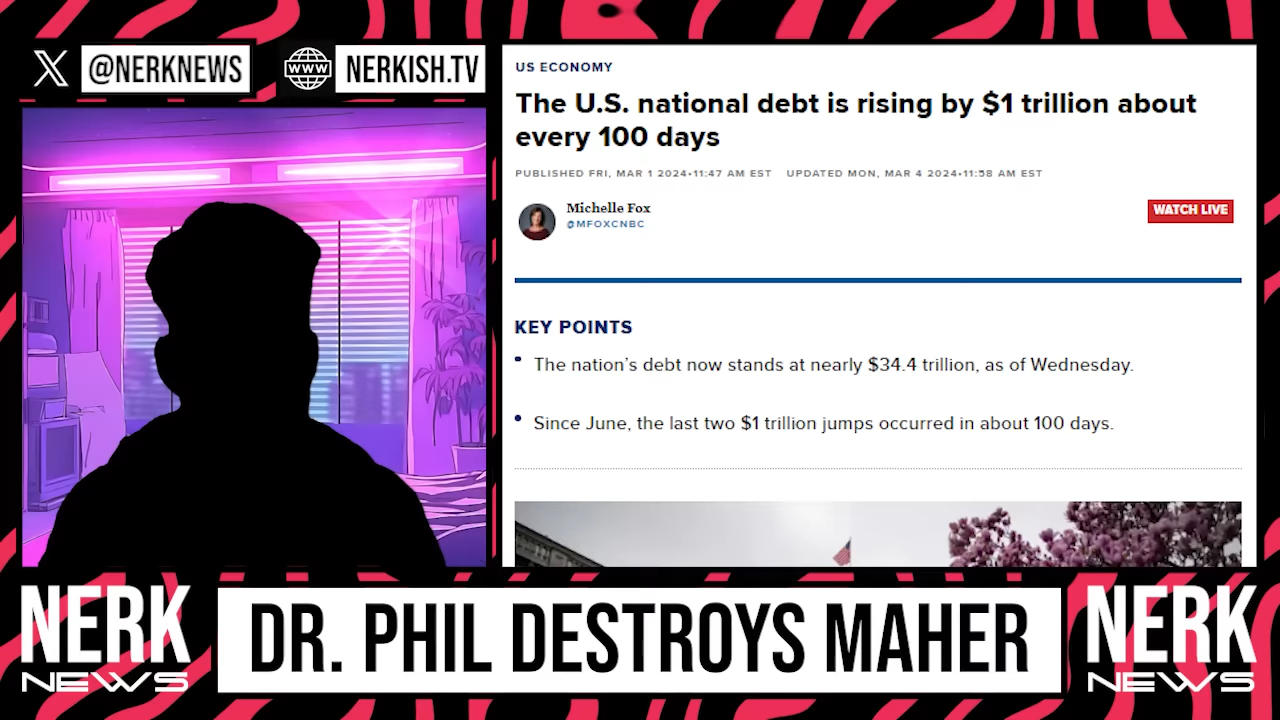 X @NERKNEWS WWW NERKISH.TV
US ECONOMY
The U.S. national debt is rising by $1 trillion about
every 100 days
PUBLISHED FRI, MAR 1 2024•11:47 AM EST UPDATED MON, MAR 4 2024•11:58 AM EST
Michelle Fox
@MFOXCNBC
WATCH LIVE
KEY POINTS
The nation’s debt now stands at nearly $34.4 trillion, as of Wednesday.
Since June, the last two $1 trillion jumps occurred in about 100 days.
NERK
NEWS
DR. PHIL DESTROYS MAHER
NERK
NEWS